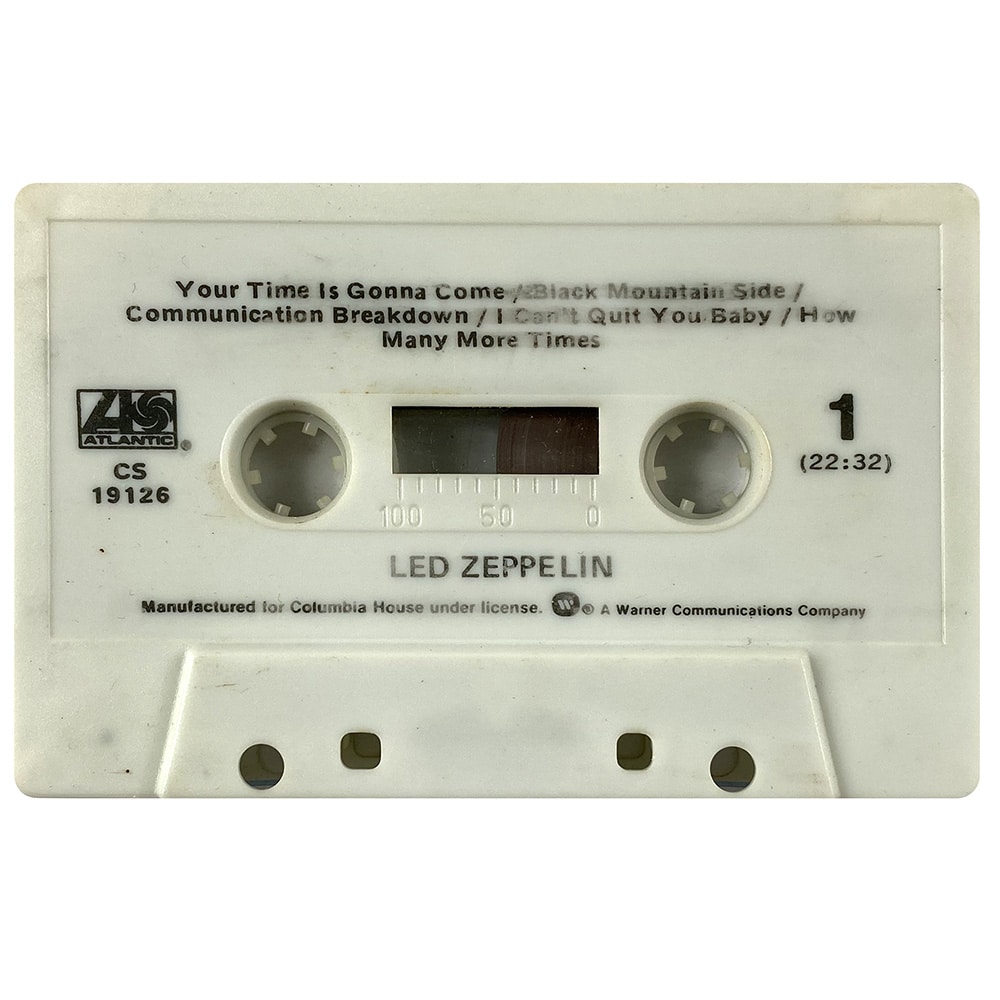 Your Time Is Gonna Come / Black Mountain Side /
Communication Breakdown / I Can't Quit You Baby / How
Many More Times
ATLANTIC®
CS
19126
1
(22:32)
100 50 0
LED ZEPPELIN
Manufactured for Columbia House under license. W ® A Warner Communications Company